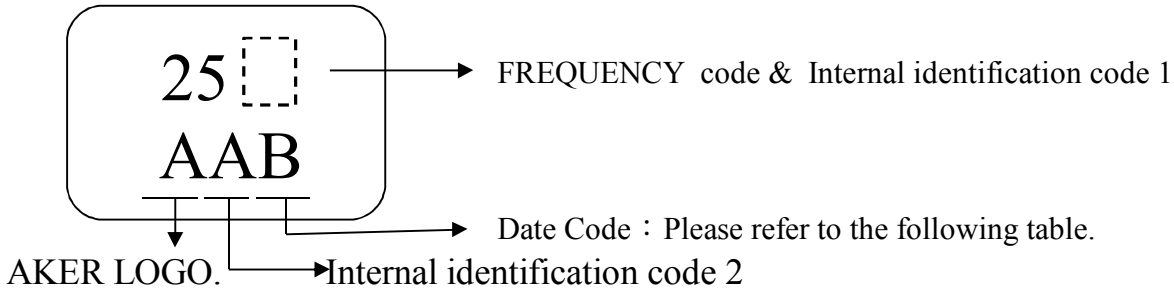 25
FREQUENCY code & Internal identification code 1
AAB
Date Code：Please refer to the following table.
AKER LOGO.
Internal identification code 2